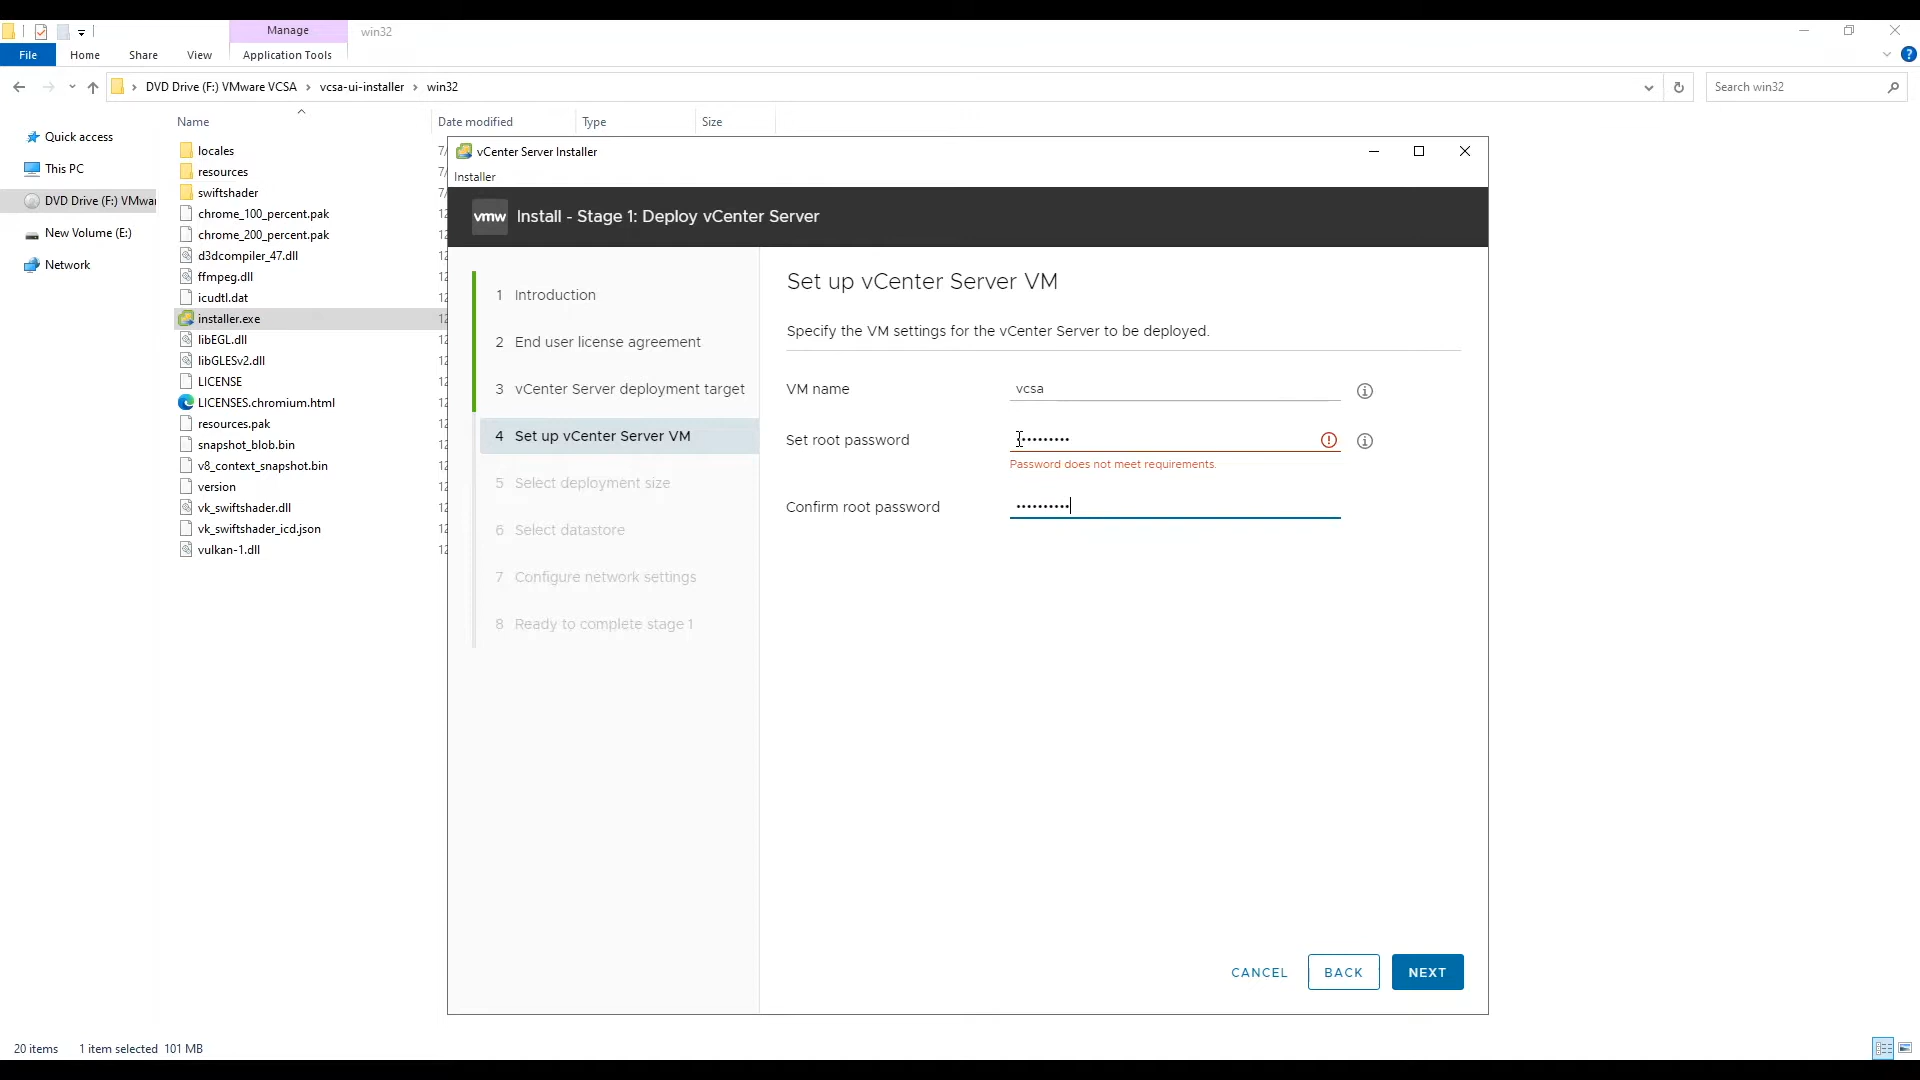 Manage
win32
File
Home
Share
View
Application Tools
DVD Drive (F:) VMware VCSA
vcsa-ui-installer
win32
Search win32
Name
Date modified
Type
Size
Quick access
This PC
DVD Drive (F:) VMwar
New Volume (E:)
Network
locales
resources
swiftshader
chrome_100_percent.pak
chrome_200_percent.pak
d3dcompiler_47.dll
ffmpeg.dll
icudtl.dat
installer.exe
libEGL.dll
libGLESv2.dll
LICENSE
LICENSES.chromium.html
resources.pak
snapshot_blob.bin
v8_context_snapshot.bin
version
vk_swiftshader.dll
vk_swiftshader_icd.json
vulkan-1.dll
vCenter Server Installer
Installer
vmw Install - Stage 1: Deploy vCenter Server
1 Introduction
2 End user license agreement
3 vCenter Server deployment target
4 Set up vCenter Server VM
5 Select deployment size
6 Select datastore
7 Configure network settings
8 Ready to complete stage 1
Set up vCenter Server VM
Specify the VM settings for the vCenter Server to be deployed.
VM name vcsa
Set root password
Password does not meet requirements.
Confirm root password
CANCEL
BACK
NEXT
20 items 1 item selected 101 MB